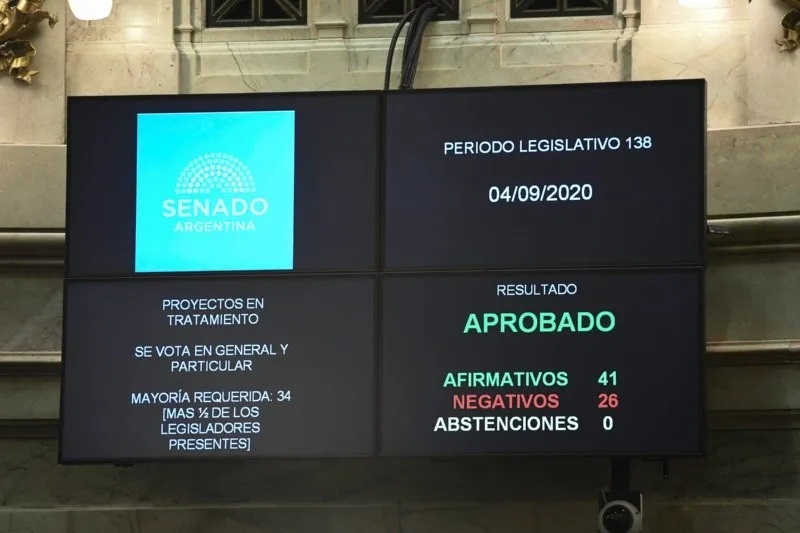 SENADO
ARGENTINA
PERIODO LEGISLATIVO 138
04/09/2020
PROYECTOS EN
TRATAMIENTO
SE VOTA EN GENERAL Y
PARTICULAR
MAYORÍA REQUERIDA: 34
[MAS ½ DE LOS
LEGISLADORES
PRESENTES]
RESULTADO
APROBADO
AFIRMATIVOS 41
NEGATIVOS 26
ABSTENCIONES 0